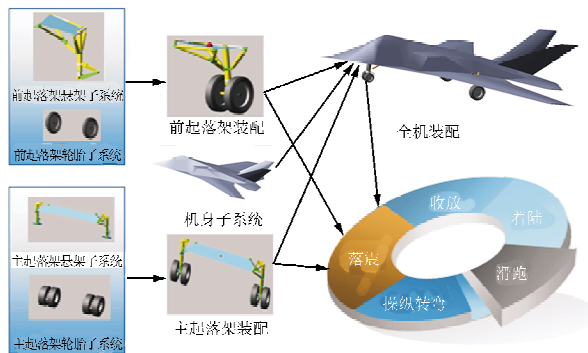 前起落架悬架子系统
前起落架轮胎子系统
前起落架装配
全机装配
机身子系统
主起落架悬架子系统
主起落架轮胎子系统
主起落架装配
收放
着陆
落震
滑跑
操纵转弯